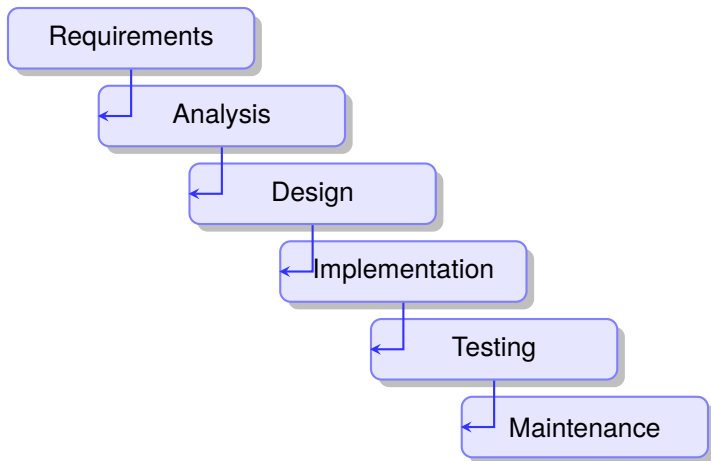 Requirements
Analysis
Design
Implementation
Testing
Maintenance